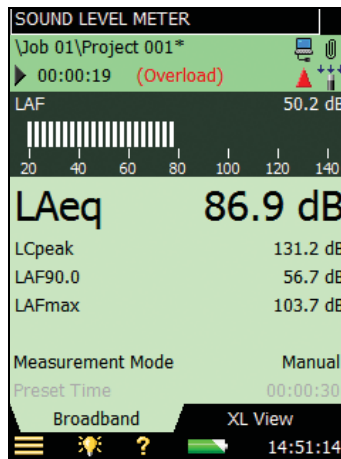 SOUND LEVEL METER
\Job 01\Project 001*
00:00:19 (Overload)
LAF 50.2 dB
20 40 60 80 100 120 140
LAeq 86.9 dB
LCpeak 131.2 dB
LAF90.0 56.7 dB
LAFmax 103.7 dB
Measurement Mode Manual
Preset Time 00:00:30
Broadband XL View
? 14:51:14